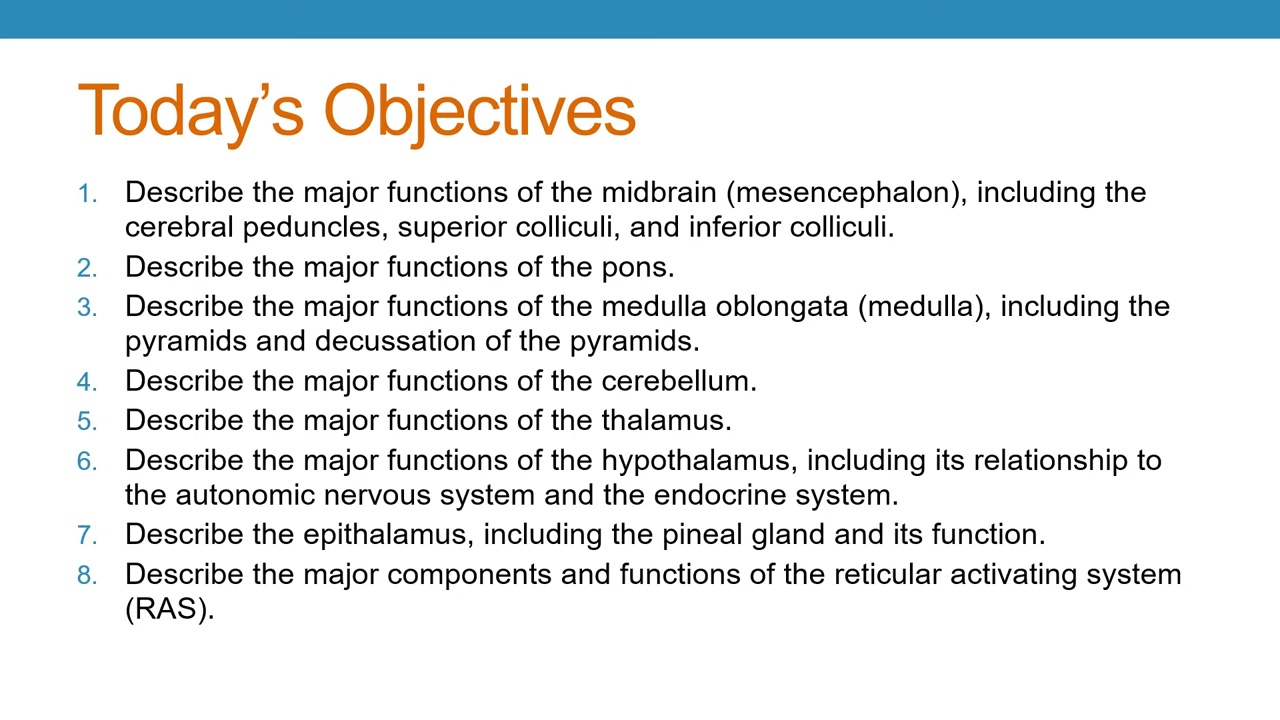 Today’s Objectives
1. Describe the major functions of the midbrain (mesencephalon), including the
cerebral peduncles, superior colliculi, and inferior colliculi.
2. Describe the major functions of the pons.
3. Describe the major functions of the medulla oblongata (medulla), including the
pyramids and decussation of the pyramids.
4. Describe the major functions of the cerebellum.
5. Describe the major functions of the thalamus.
6. Describe the major functions of the hypothalamus, including its relationship to
the autonomic nervous system and the endocrine system.
7. Describe the epithalamus, including the pineal gland and its function.
8. Describe the major components and functions of the reticular activating system
(RAS).